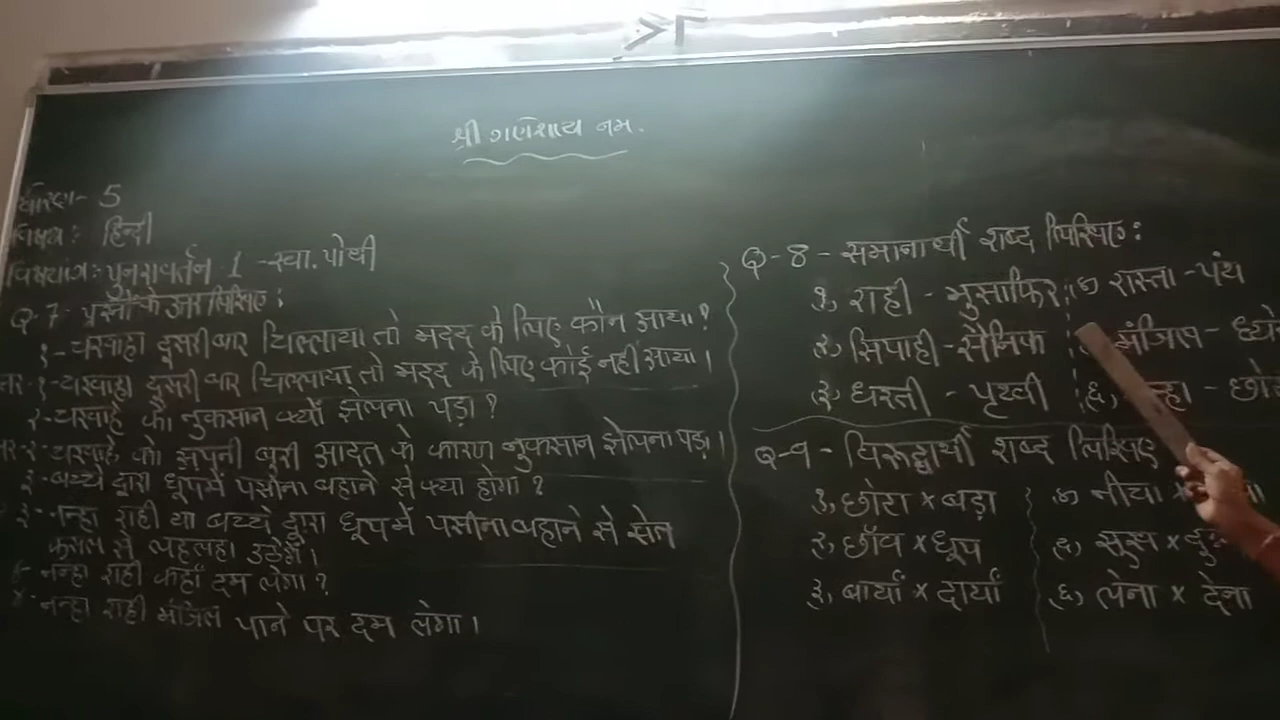 श्री गणेशाय नम.
धोरण- 5
विषय: हिन्दी
विषयांग: पुनरावर्तन- 1 -स्वा. पोथी
Q-7- प्रश्नों के उत्तर लिखिए:
१- चरवाहा दूसरी बार चिल्लाया तो मदद के लिए कौन आया?
१- चरवाहा दूसरी बार चिल्लाया तो मदद के लिए कोई नहीं आया।
२- चरवाहे को नुकसान क्यों झेलना पड़ा?
२- चरवाहे को अपनी बुरी आदत के कारण नुकसान झेलना पड़ा।
३- बच्चे द्वारा धूप में पसीना बहाने से क्या होगा?
३- नन्हा राही या बच्चे द्वारा धूप में पसीना बहाने से खेत
फसल से लहलहा उठेंगे।
नन्हा राही कहाँ दम लेगा?
नन्हा राही मंजिल पाने पर दम लेगा।
Q-8 - समानार्थी शब्द लिखिए:
१, राही - मुसाफिर
२, सिपाही - सैनिक
३, धरती - पृथ्वी
४, रास्ता - पंथ
मंजिल - ध्ये
६, न्हा - छो
Q-9 - विरूद्धार्थी शब्द लिखिए
१, छोटा × बड़ा
२, छाँव × धूप
३, बायाँ × दायाँ
४, नीचा ×
५, सुख ×
६, लेना × देना